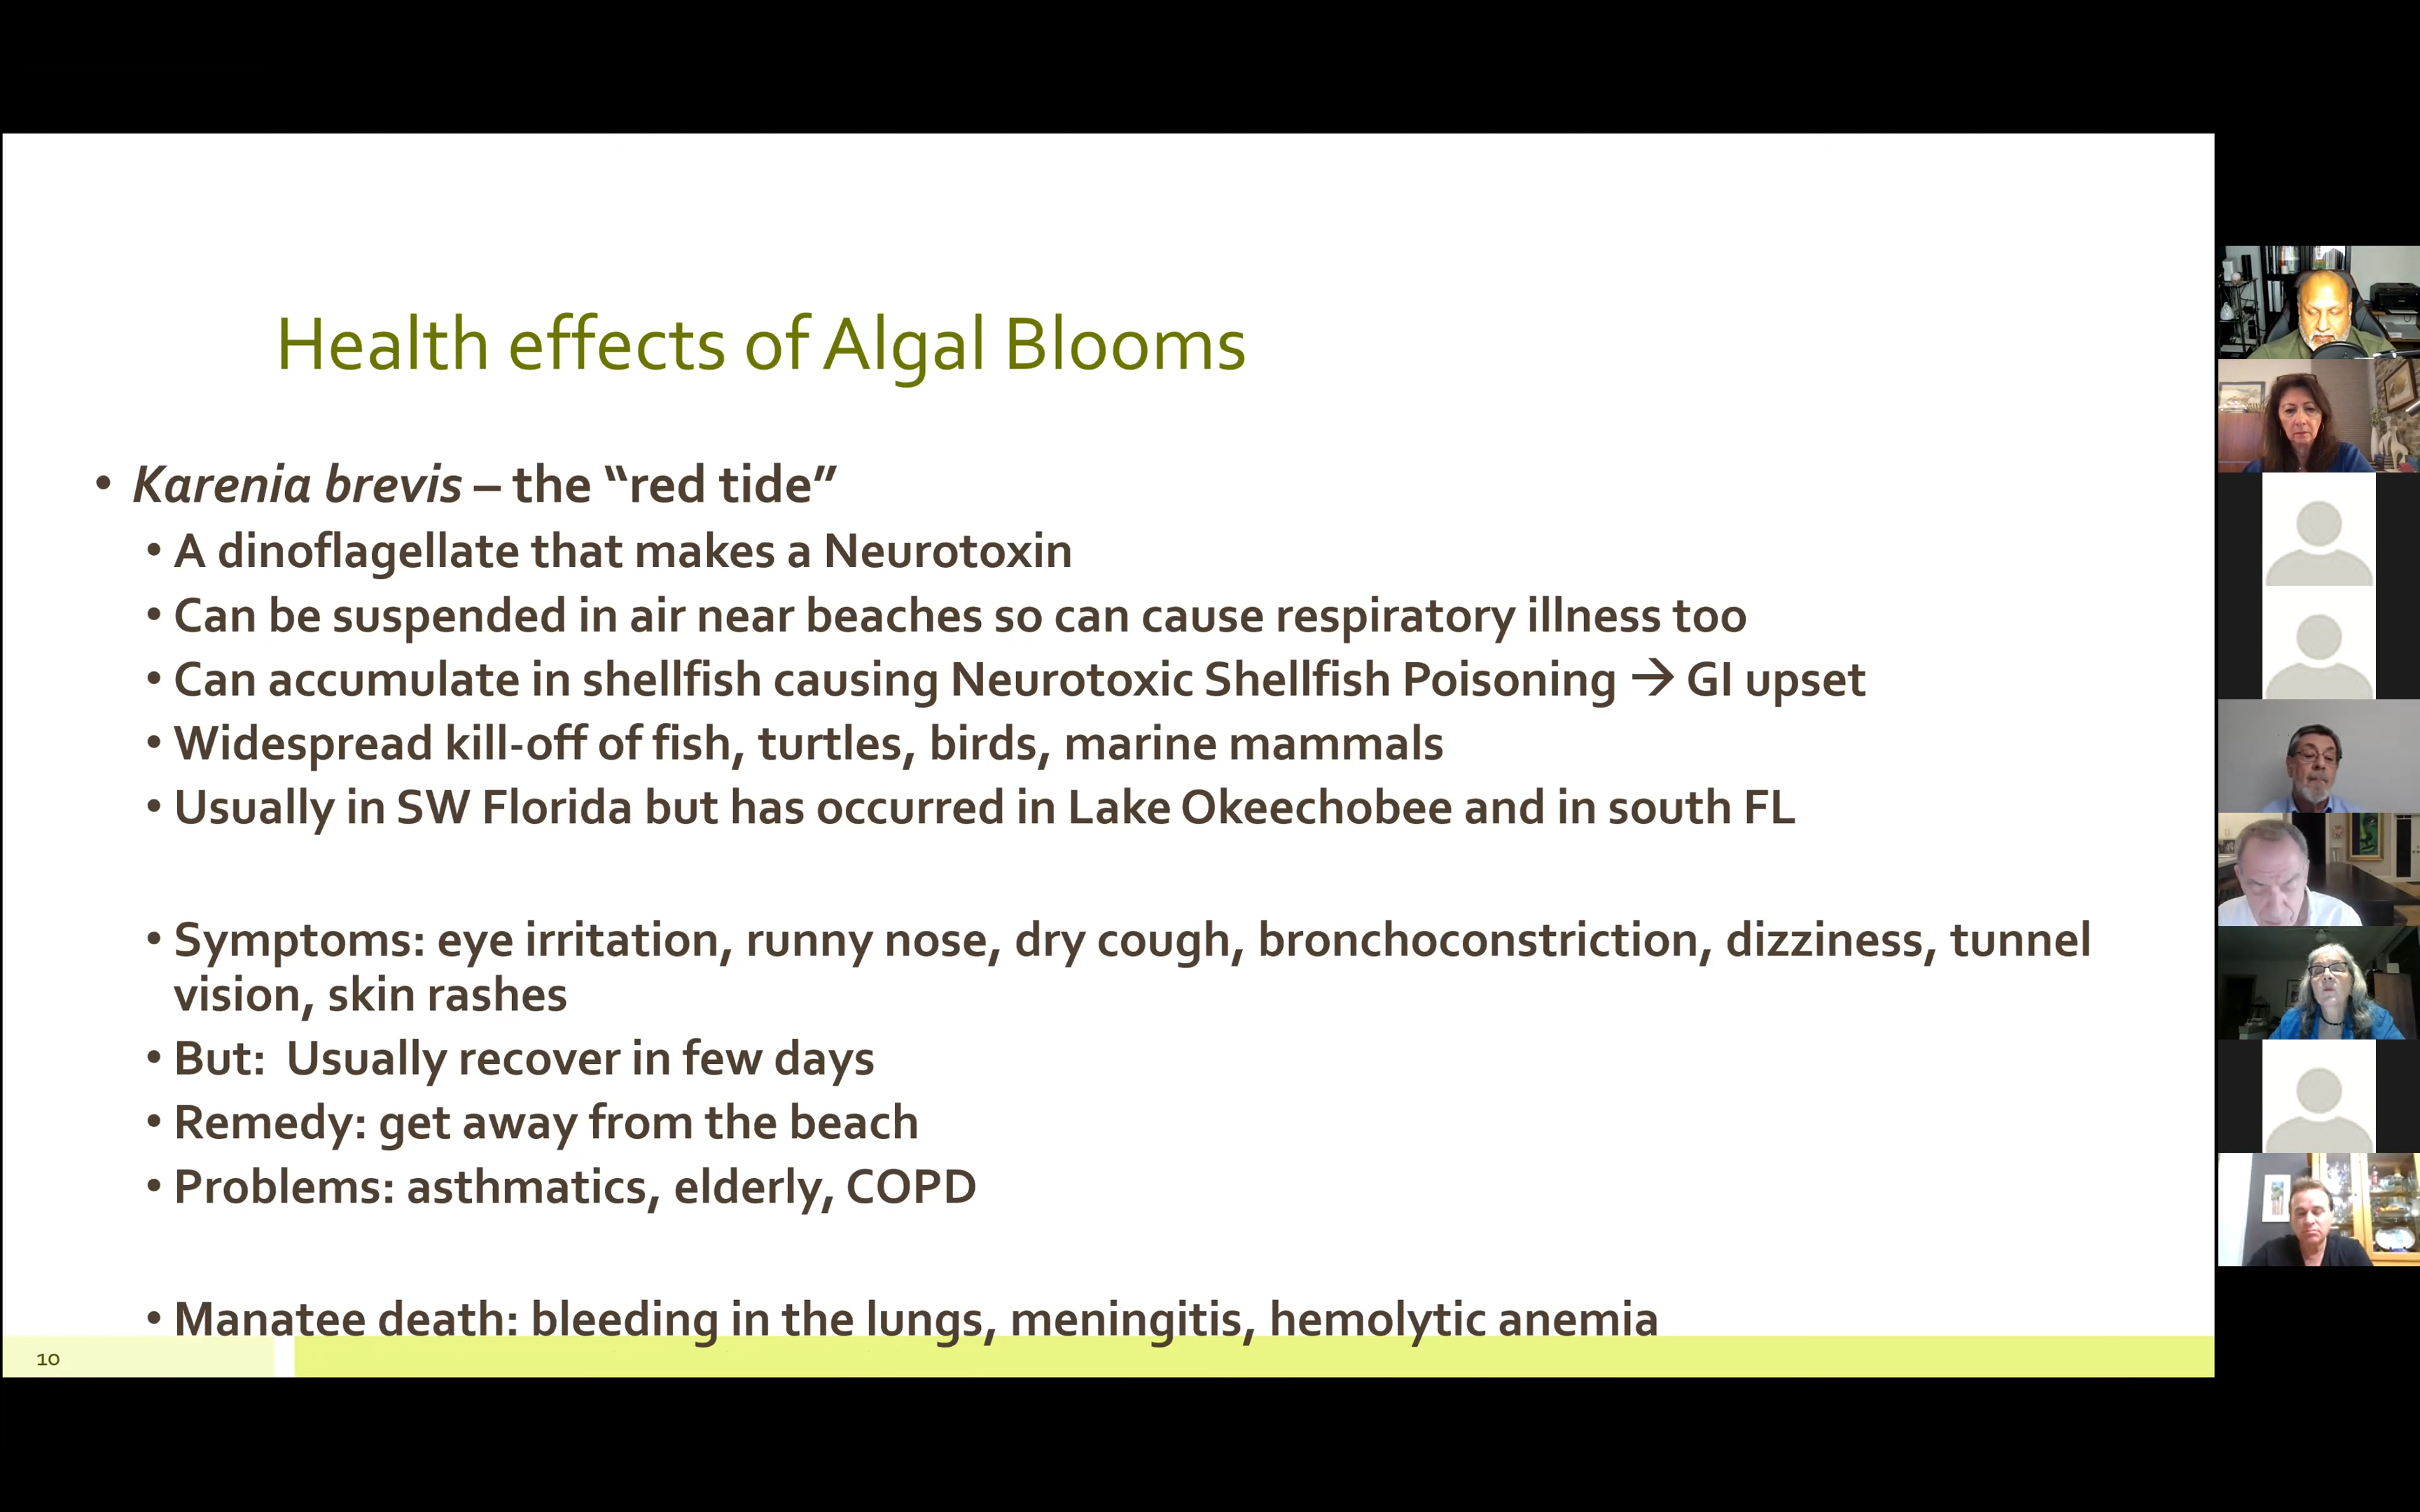 Health effects of Algal Blooms
• Karenia brevis – the “red tide”
• A dinoflagellate that makes a Neurotoxin
• Can be suspended in air near beaches so can cause respiratory illness too
• Can accumulate in shellfish causing Neurotoxic Shellfish Poisoning → GI upset
• Widespread kill-off of fish, turtles, birds, marine mammals
• Usually in SW Florida but has occurred in Lake Okeechobee and in south FL
• Symptoms: eye irritation, runny nose, dry cough, bronchoconstriction, dizziness, tunnel
vision, skin rashes
• But:  Usually recover in few days
• Remedy: get away from the beach
• Problems: asthmatics, elderly, COPD
• Manatee death: bleeding in the lungs, meningitis, hemolytic anemia
10